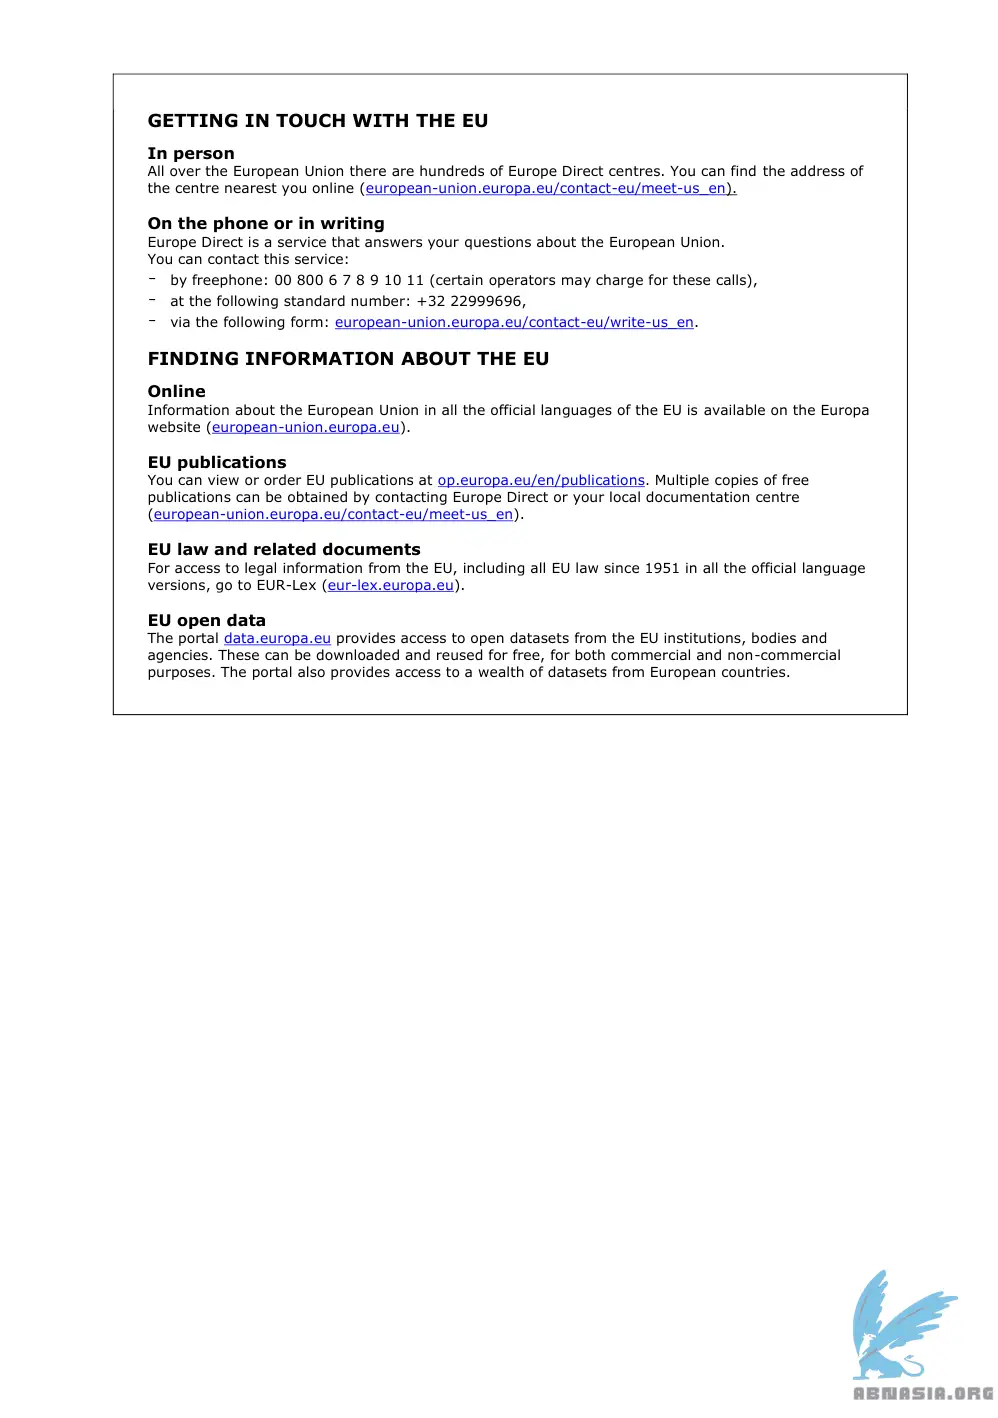 GETTING IN TOUCH WITH THE EU
In person
All over the European Union there are hundreds of Europe Direct centres. You can find the address of
the centre nearest you online (european-union.europa.eu/contact-eu/meet-us_en).
On the phone or in writing
Europe Direct is a service that answers your questions about the European Union.
You can contact this service:
- by freephone: 00 800 6 7 8 9 10 11 (certain operators may charge for these calls),
- at the following standard number: +32 22999696,
- via the following form: european-union.europa.eu/contact-eu/write-us_en.
FINDING INFORMATION ABOUT THE EU
Online
Information about the European Union in all the official languages of the EU is available on the Europa
website (european-union.europa.eu).
EU publications
You can view or order EU publications at op.europa.eu/en/publications. Multiple copies of free
publications can be obtained by contacting Europe Direct or your local documentation centre
(european-union.europa.eu/contact-eu/meet-us_en).
EU law and related documents
For access to legal information from the EU, including all EU law since 1951 in all the official language
versions, go to EUR-Lex (eur-lex.europa.eu).
EU open data
The portal data.europa.eu provides access to open datasets from the EU institutions, bodies and
agencies. These can be downloaded and reused for free, for both commercial and non-commercial
purposes. The portal also provides access to a wealth of datasets from European countries.
ABNASIA.ORG